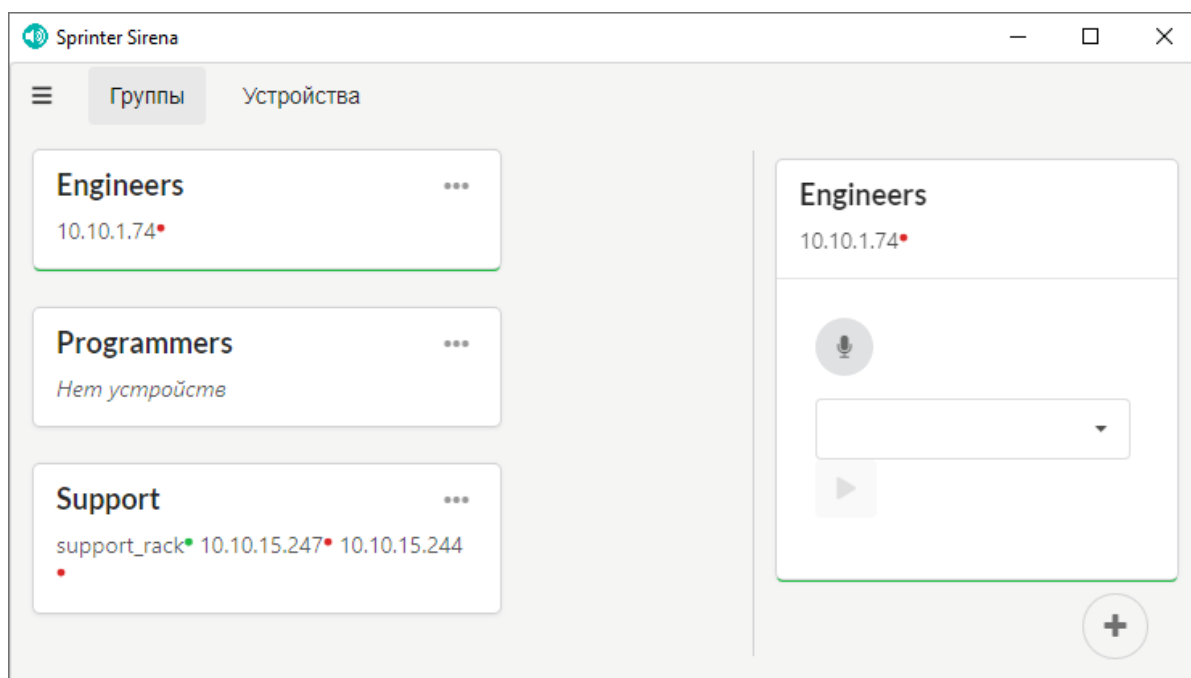 Sprinter Sirena
Группы Устройства
Engineers
10.10.1.74
Programmers
Нет устройств
Support
support_rack 10.10.15.247 10.10.15.244
Engineers
10.10.1.74